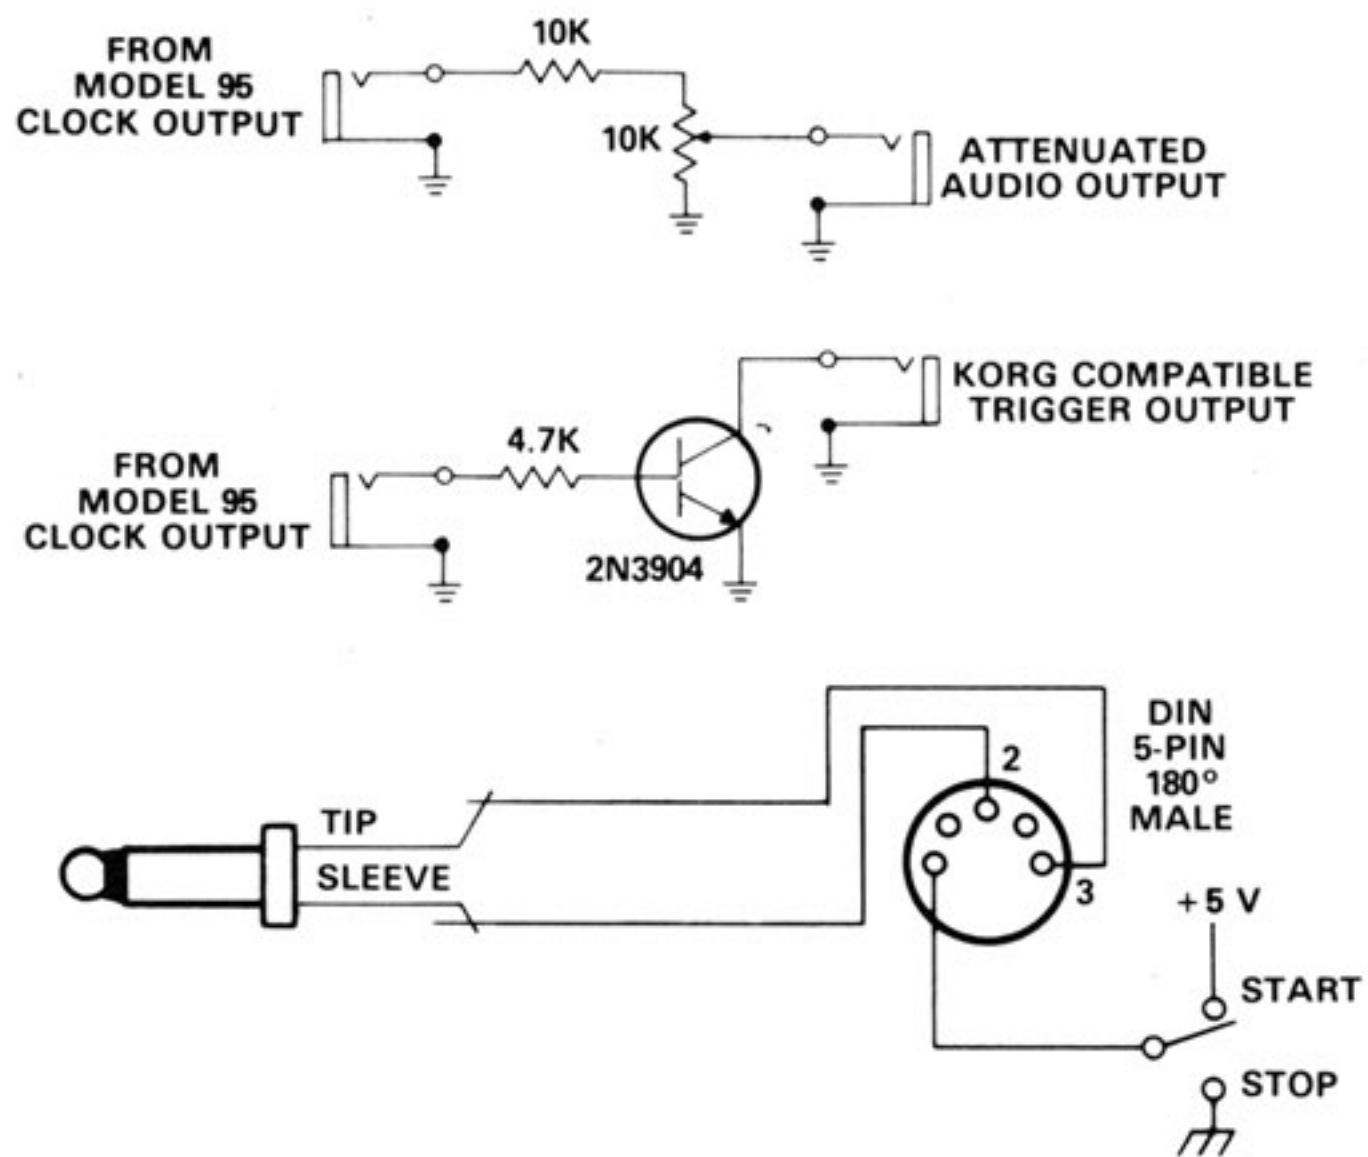 FROM
MODEL 95
CLOCK OUTPUT
10K
10K
ATTENUATED
AUDIO OUTPUT
FROM
MODEL 95
CLOCK OUTPUT
4.7K
2N3904
KORG COMPATIBLE
TRIGGER OUTPUT
TIP
SLEEVE
2
3
DIN
5-PIN
180°
MALE
+5 V
START
STOP